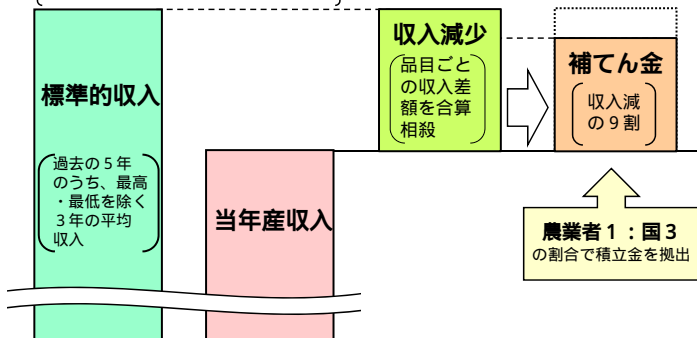 標準的収入
過去の５年
のうち、最高
・最低を除く
３年の平均
収入
当年産収入
収入減少
品目ごと
の収入差
額を合算
相殺
補てん金
収入減
の９割
農業者１：国３
の割合で積立金を拠出